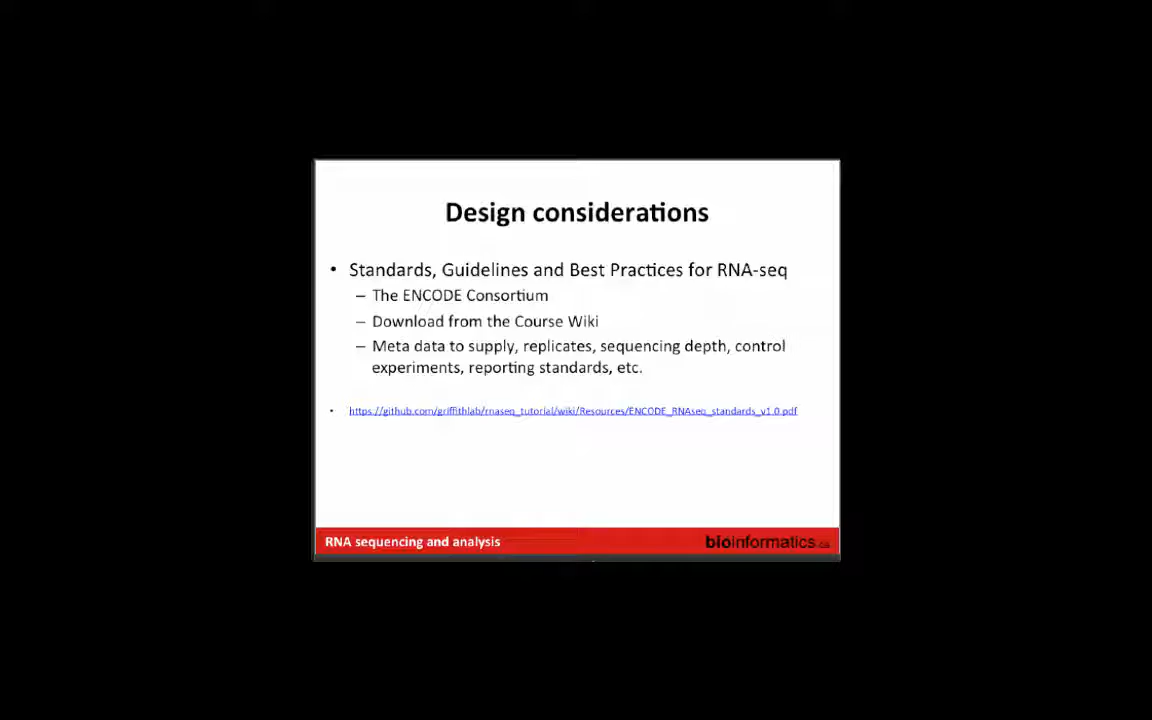 Design considerations
• Standards, Guidelines and Best Practices for RNA-seq
– The ENCODE Consortium
– Download from the Course Wiki
– Meta data to supply, replicates, sequencing depth, control
experiments, reporting standards, etc.
• https://github.com/griffithlab/rnaseq_tutorial/wiki/Resources/ENCODE_RNAseq_standards_v1.0.pdf
RNA sequencing and analysis
bioinformatics.ca